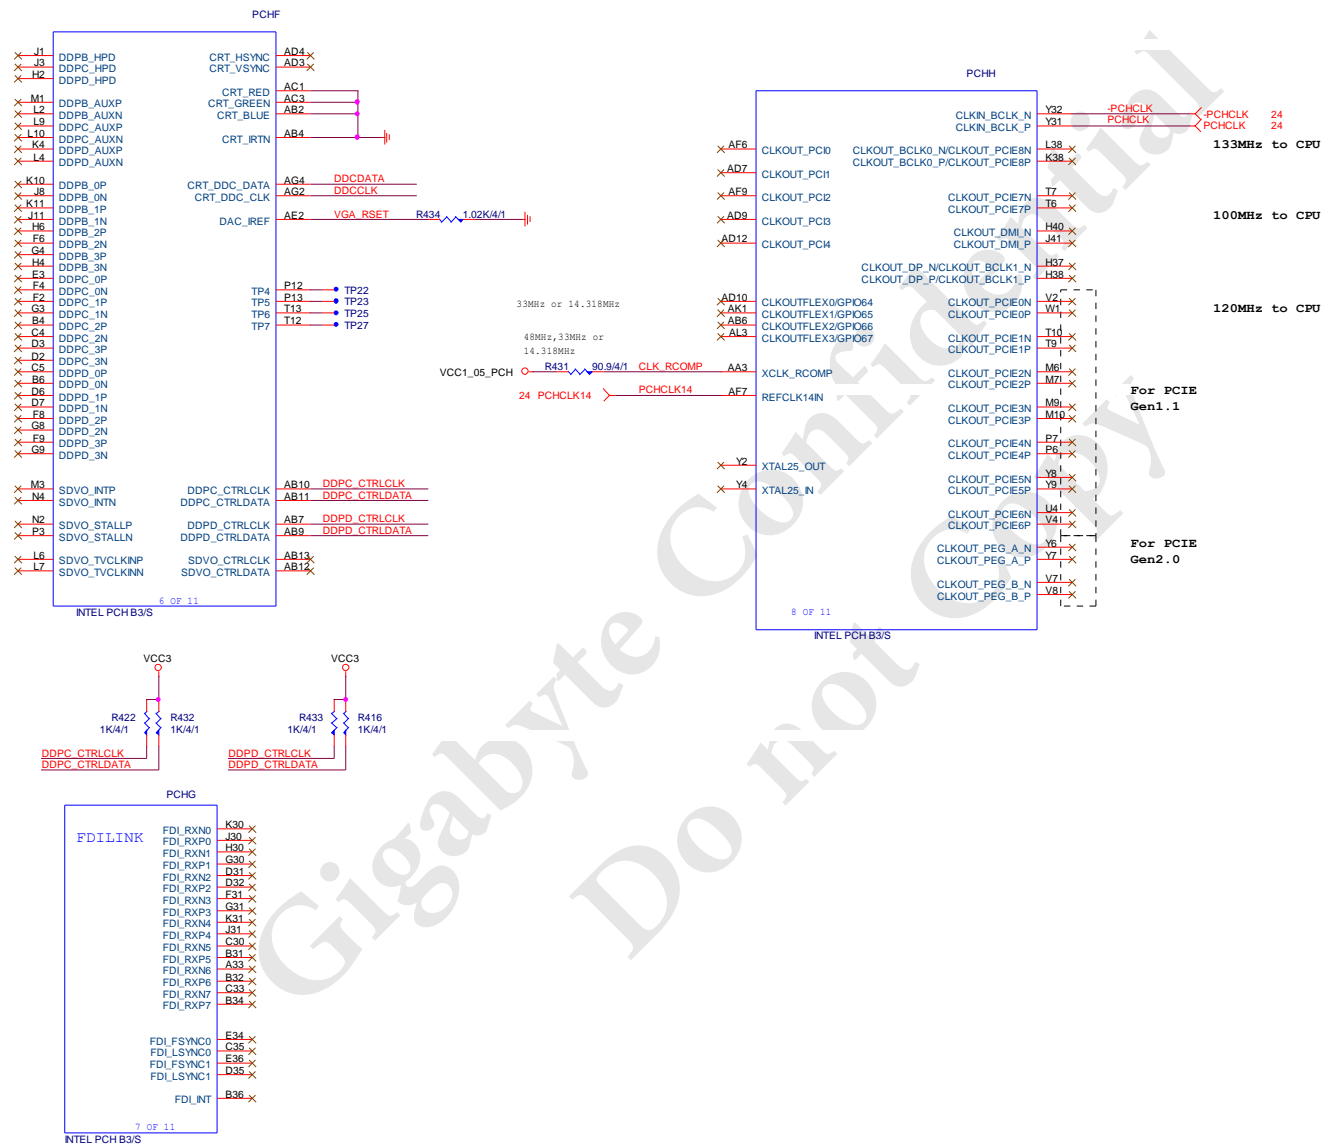 PCHF
J1 DDPB_HPD CRT_HSYNC AD4
J3 DDPC_HPD CRT_VSYNC AD3
H2 DDPD_HPD
CRT_RED AC1
M1 DDPB_AUXP CRT_GREEN AC3
L2 DDPB_AUXN CRT_BLUE AB2
L9 DDPC_AUXP
L10 DDPC_AUXN CRT_IRTN AB4
K4 DDPD_AUXP
L4 DDPD_AUXN
K10 DDPB_0P CRT_DDC_DATA AG4 DDCDATA
J8 DDPB_0N CRT_DDC_CLK AG2 DDCCLK
K11 DDPB_1P
J11 DDPB_1N DAC_IREF AE2 VGA_RSET R434 1.02K/4/1
H6 DDPB_2P
F6 DDPB_2N
G4 DDPB_3P
H4 DDPB_3N
E3 DDPC_0P
F4 DDPC_0N TP4 P12 TP22
F2 DDPC_1P TP5 P13 TP23
G3 DDPC_1N TP6 T13 TP25
B4 DDPC_2P TP7 T12 TP27
C4 DDPC_2N
D3 DDPC_3P
D2 DDPC_3N
C5 DDPD_0P
B6 DDPD_0N
D6 DDPD_1P
D7 DDPD_1N
F8 DDPD_2P
G8 DDPD_2N
F9 DDPD_3P
G9 DDPD_3N
M3 SDVO_INTP DDPC_CTRLCLK AB10 DDPC_CTRLCLK
N4 SDVO_INTN DDPC_CTRLDATA AB11 DDPC_CTRLDATA
N2 SDVO_STALLP DDPD_CTRLCLK AB7 DDPD_CTRLCLK
P3 SDVO_STALLN DDPD_CTRLDATA AB9 DDPD_CTRLDATA
L6 SDVO_TVCLKINP SDVO_CTRLCLK AB13
L7 SDVO_TVCLKINN SDVO_CTRLDATA AB12
6 OF 11
INTEL PCH B3/S
PCHH
CLKIN_BCLK_N Y32 -PCHCLK -PCHCLK 24
CLKIN_BCLK_P Y31 PCHCLK PCHCLK 24
133MHz to CPU
AF6 CLKOUT_PCI0 CLKOUT_BCLK0_N/CLKOUT_PCIE8N L38
CLKOUT_BCLK0_P/CLKOUT_PCIE8P K38
AD7 CLKOUT_PCI1
AF9 CLKOUT_PCI2 CLKOUT_PCIE7N T7
CLKOUT_PCIE7P T6
100MHz to CPU
AD9 CLKOUT_PCI3
CLKOUT_DMI_N H40
AD12 CLKOUT_PCI4 CLKOUT_DMI_P J41
CLKOUT_DP_N/CLKOUT_BCLK1_N H37
CLKOUT_DP_P/CLKOUT_BCLK1_P H38
33MHz or 14.318MHz
AD10 CLKOUTFLEX0/GPIO64 CLKOUT_PCIE0N V2
AK1 CLKOUTFLEX1/GPIO65 CLKOUT_PCIE0P W1
120MHz to CPU
AB6 CLKOUTFLEX2/GPIO66
AL3 CLKOUTFLEX3/GPIO67 CLKOUT_PCIE1N T10
CLKOUT_PCIE1P T9
48MHz,33MHz or
14.318MHz
VCC1_05_PCH R431 90.9/4/1 CLK_RCOMP AA3 XCLK_RCOMP CLKOUT_PCIE2N M6
CLKOUT_PCIE2P M7
24 PCHCLK14 PCHCLK14 AF7 REFCLK14IN
For PCIE
Gen1.1
CLKOUT_PCIE3N M9
CLKOUT_PCIE3P M10
CLKOUT_PCIE4N P7
CLKOUT_PCIE4P P6
Y2 XTAL25_OUT
CLKOUT_PCIE5N Y8
Y4 XTAL25_IN CLKOUT_PCIE5P Y9
CLKOUT_PCIE6N U4
CLKOUT_PCIE6P V4
For PCIE
Gen2.0
CLKOUT_PEG_A_N Y6
CLKOUT_PEG_A_P Y7
CLKOUT_PEG_B_N V7
CLKOUT_PEG_B_P V8
8 OF 11
INTEL PCH B3/S
VCC3 VCC3
R422 R432 R433 R416
1K/4/1 1K/4/1 1K/4/1 1K/4/1
DDPC_CTRLCLK DDPD_CTRLCLK
DDPC_CTRLDATA DDPD_CTRLDATA
PCHG
FDILINK
FDI_RXN0 K30
FDI_RXP0 J30
FDI_RXN1 H30
FDI_RXP1 G30
FDI_RXN2 D31
FDI_RXP2 D32
FDI_RXN3 F31
FDI_RXP3 G31
FDI_RXN4 K31
FDI_RXP4 J31
FDI_RXN5 C30
FDI_RXP5 B31
FDI_RXN6 A33
FDI_RXP6 B32
FDI_RXN7 C33
FDI_RXP7 B34
FDI_FSYNC0 E34
FDI_LSYNC0 C35
FDI_FSYNC1 E36
FDI_LSYNC1 D35
FDI_INT B36
7 OF 11
INTEL PCH B3/S
Gigabyte Confidential
Do not Copy